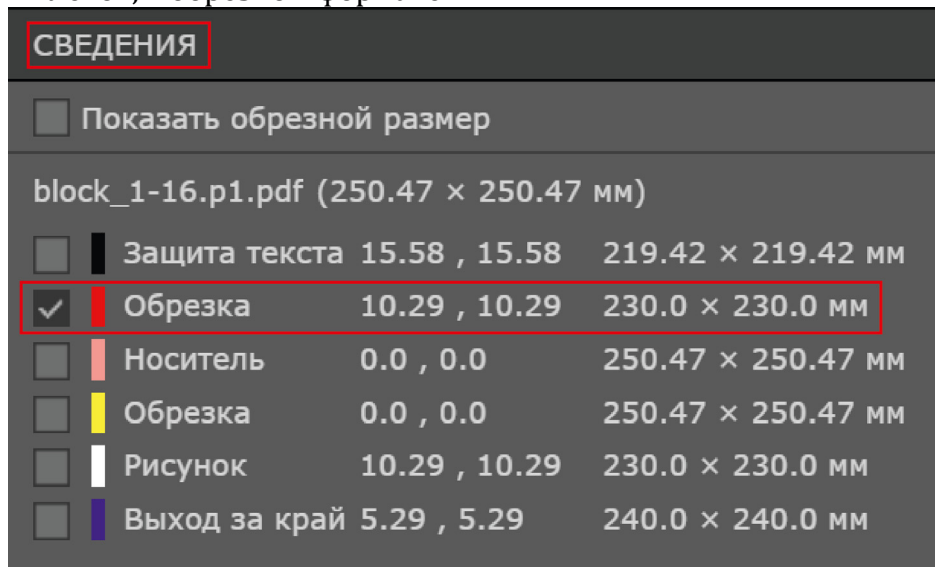 СВЕДЕНИЯ
Показать обрезной размер
block_1-16.p1.pdf (250.47 × 250.47 мм)
Защита текста 15.58 , 15.58 219.42 × 219.42 мм
Обрезка 10.29 , 10.29 230.0 × 230.0 мм
Носитель 0.0 , 0.0 250.47 × 250.47 мм
Обрезка 0.0 , 0.0 250.47 × 250.47 мм
Рисунок 10.29 , 10.29 230.0 × 230.0 мм
Выход за край 5.29 , 5.29 240.0 × 240.0 мм